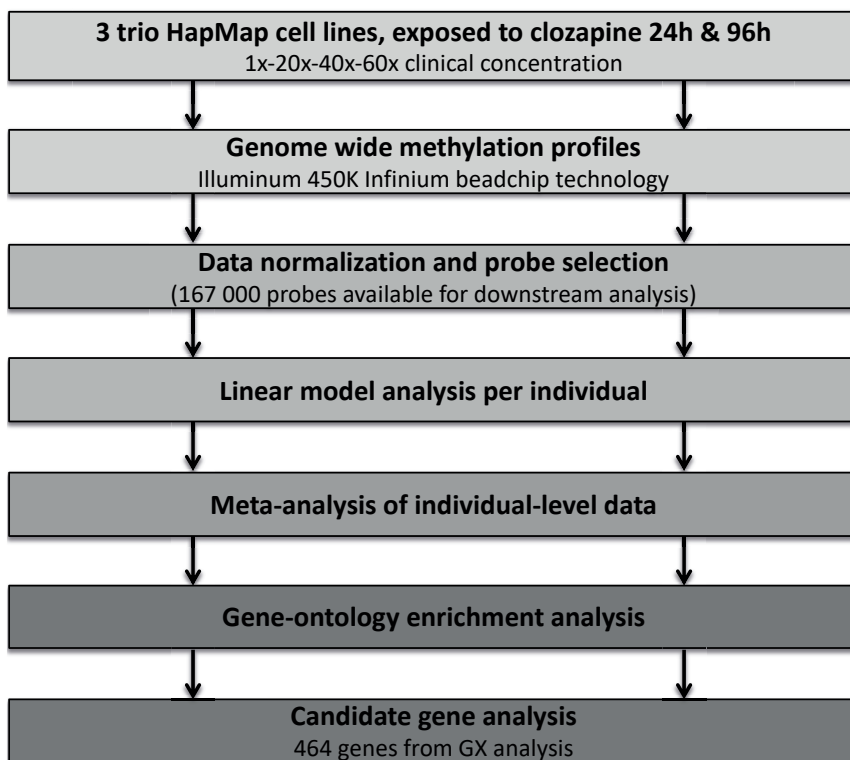 3 trio HapMap cell lines, exposed to clozapine 24h & 96h
1x-20x-40x-60x clinical concentration
Genome wide methylation profiles
Illuminum 450K Infinium beadchip technology
Data normalization and probe selection
(167 000 probes available for downstream analysis)
Linear model analysis per individual
Meta-analysis of individual-level data
Gene-ontology enrichment analysis
Candidate gene analysis
464 genes from GX analysis